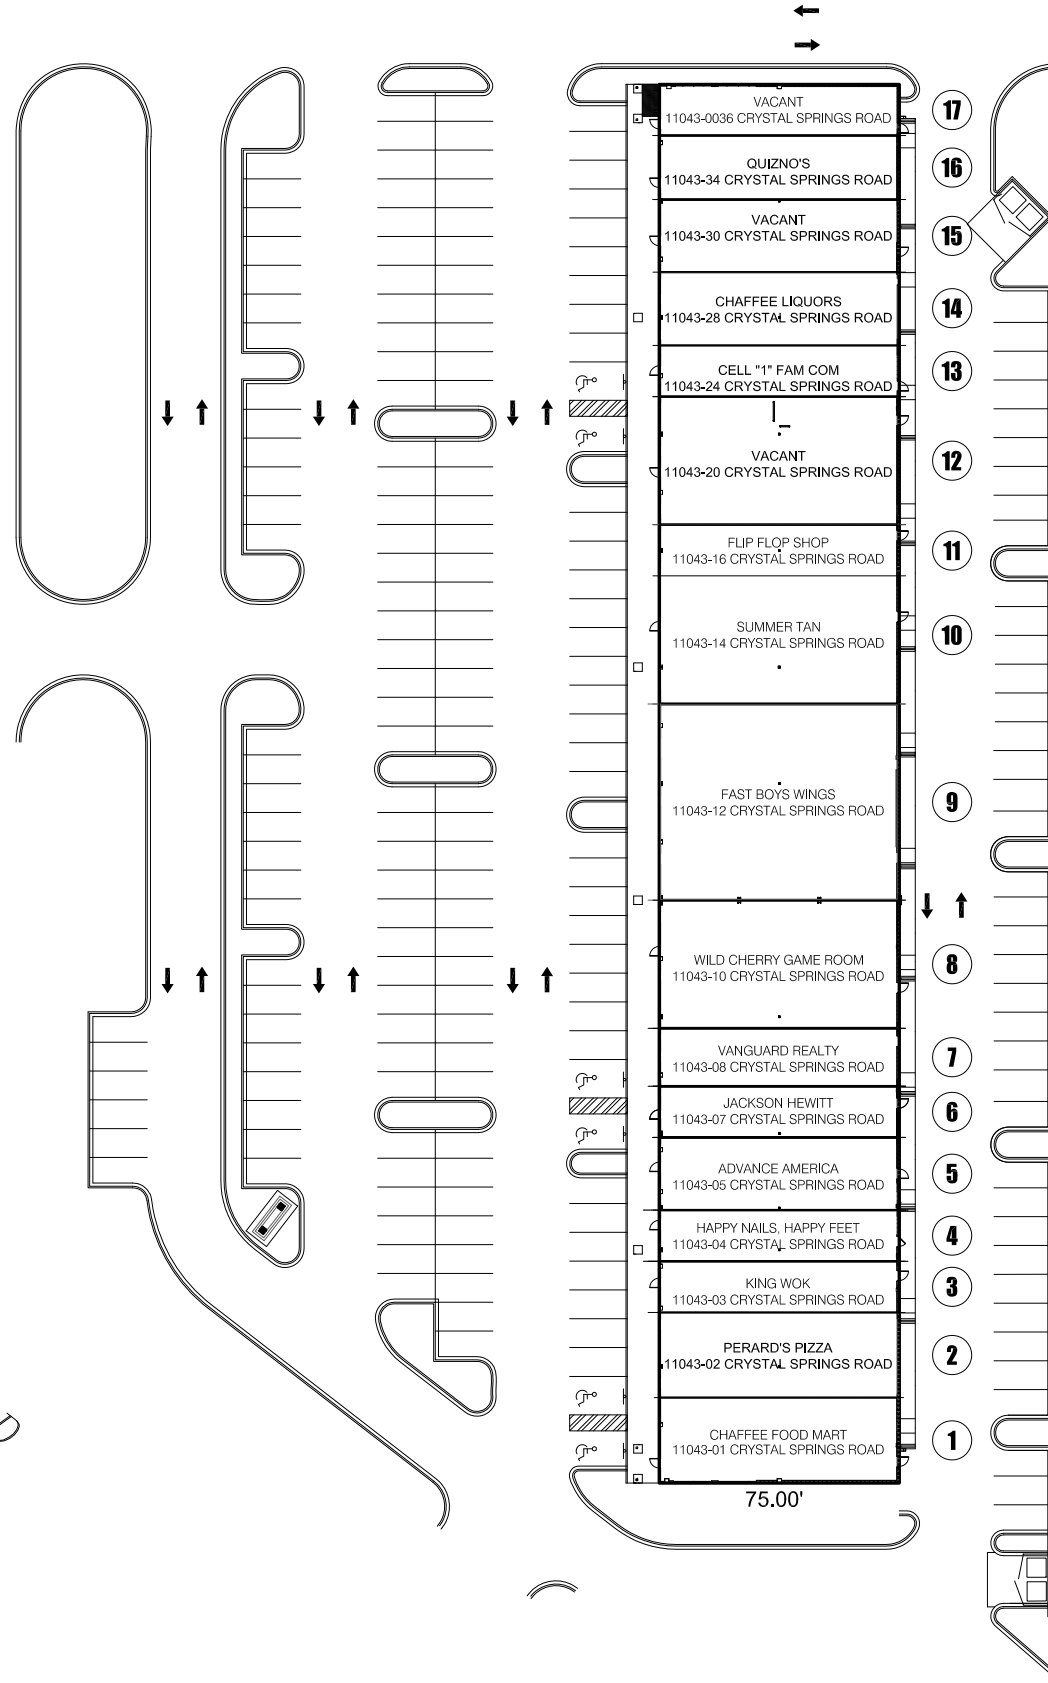 VACANT
11043-0036 CRYSTAL SPRINGS ROAD
17
QUIZNO'S
11043-34 CRYSTAL SPRINGS ROAD
16
VACANT
11043-30 CRYSTAL SPRINGS ROAD
15
CHAFFEE LIQUORS
11043-28 CRYSTAL SPRINGS ROAD
14
CELL "1" FAM COM
11043-24 CRYSTAL SPRINGS ROAD
13
VACANT
11043-20 CRYSTAL SPRINGS ROAD
12
FLIP FLOP SHOP
11043-16 CRYSTAL SPRINGS ROAD
11
SUMMER TAN
11043-14 CRYSTAL SPRINGS ROAD
10
FAST BOYS WINGS
11043-12 CRYSTAL SPRINGS ROAD
9
WILD CHERRY GAME ROOM
11043-10 CRYSTAL SPRINGS ROAD
8
VANGUARD REALTY
11043-08 CRYSTAL SPRINGS ROAD
7
JACKSON HEWITT
11043-07 CRYSTAL SPRINGS ROAD
6
ADVANCE AMERICA
11043-05 CRYSTAL SPRINGS ROAD
5
HAPPY NAILS, HAPPY FEET
11043-04 CRYSTAL SPRINGS ROAD
4
KING WOK
11043-03 CRYSTAL SPRINGS ROAD
3
PERARD'S PIZZA
11043-02 CRYSTAL SPRINGS ROAD
2
CHAFFEE FOOD MART
11043-01 CRYSTAL SPRINGS ROAD
1
75.00'